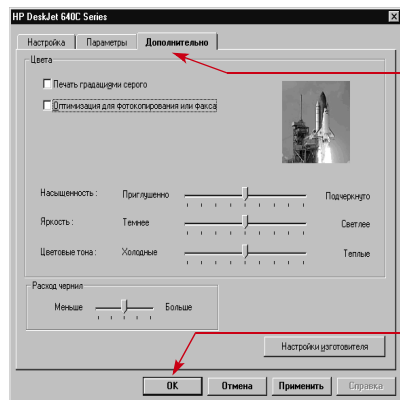 HP DeskJet 640C Series
Настройка Параметры Дополнительно
Цвета
Печать градациями серого
Оптимизация для фотокопирования или факса
Насыщенность : Приглушенно Подчеркнуто
Яркость : Темнее Светлее
Цветовые тона : Холодные Теплые
Расход чернил
Меньше Больше
Настройки изготовителя
OK Отмена Применить Справка